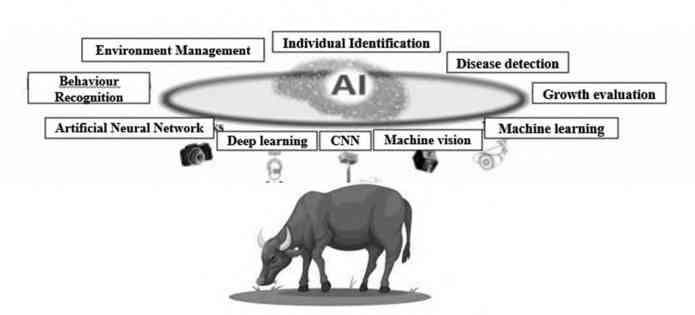 Individual Identification
Environment Management
Disease detection
Behaviour
Recognition
AI
Growth evaluation
Artificial Neural Networks
Deep learning
CNN
Machine vision
Machine learning